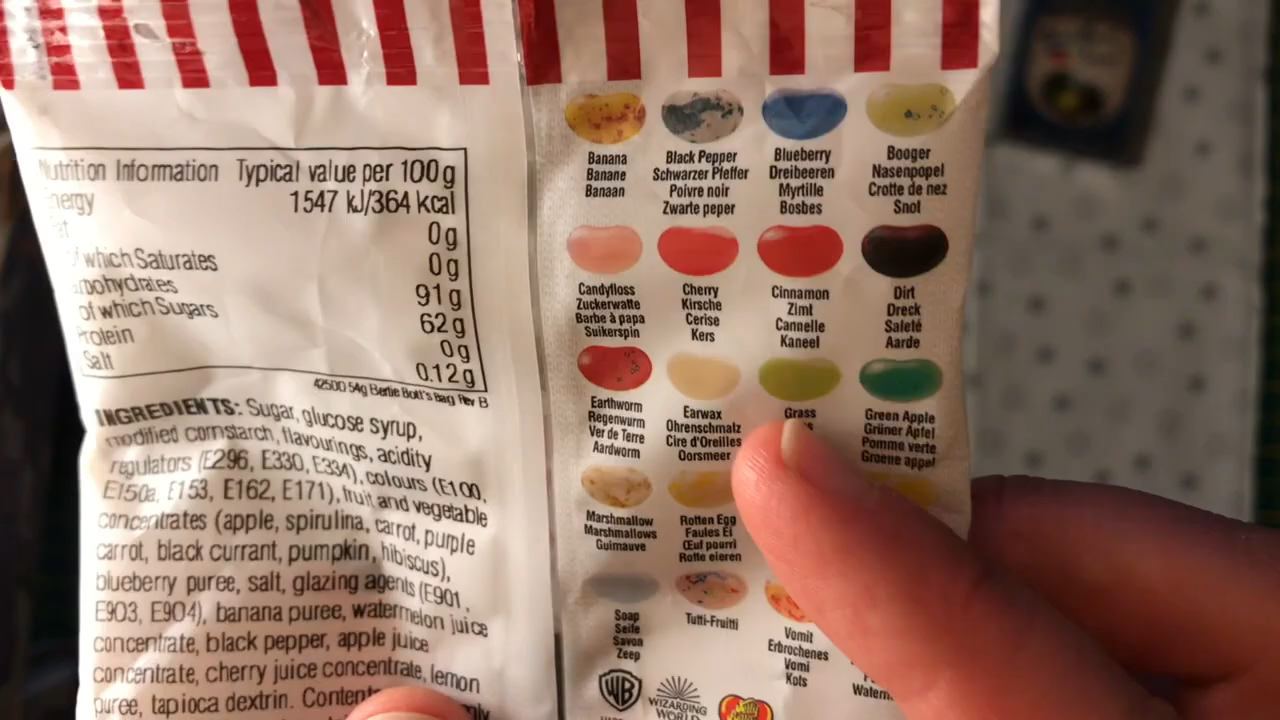 Nutrition Information Typical value per 100g
Energy 1547 kJ/364 kcal
0g
of which Saturates 0g
Carbohydrates 91g
of which Sugars 62g
Protein 0g
Salt 0.12g
42500 54g Bertie Bott's Bag Rev B
INGREDIENTS: Sugar, glucose syrup,
modified cornstarch, flavourings, acidity
regulators (E296, E330, E334), colours (E100,
E150a, E153, E162, E171), fruit and vegetable
concentrates (apple, spirulina, carrot, purple
carrot, black currant, pumpkin, hibiscus),
blueberry puree, salt, glazing agents (E901,
E903, E904), banana puree, watermelon juice
concentrate, black pepper, apple juice
concentrate, cherry juice concentrate, lemon
puree, tapioca dextrin.
Banana
Banane
Banaan
Black Pepper
Schwarzer Pfeffer
Poivre noir
Zwarte peper
Blueberry
Dreibeeren
Myrtille
Bosbes
Booger
Nasenpopel
Crotte de nez
Snot
Candyfloss
Zuckerwatte
Barbe à papa
Suikerspin
Cherry
Kirsche
Cerise
Kers
Cinnamon
Zimt
Cannelle
Kaneel
Dirt
Dreck
Saleté
Aarde
Earthworm
Regenwurm
Ver de Terre
Aardworm
Earwax
Ohrenschmalz
Cire d'Oreilles
Oorsmeer
Grass
Green Apple
Grüner Apfel
Pomme verte
Groene appel
Marshmallow
Marshmallows
Guimauve
Rotten Egg
Faules Ei
Œuf pourri
Rotte eieren
Soap
Seife
Savon
Zeep
Tutti-Fruitti
Vomit
Erbrochenes
Vomi
Kots
WB
WIZARDING
WORLD
Jelly